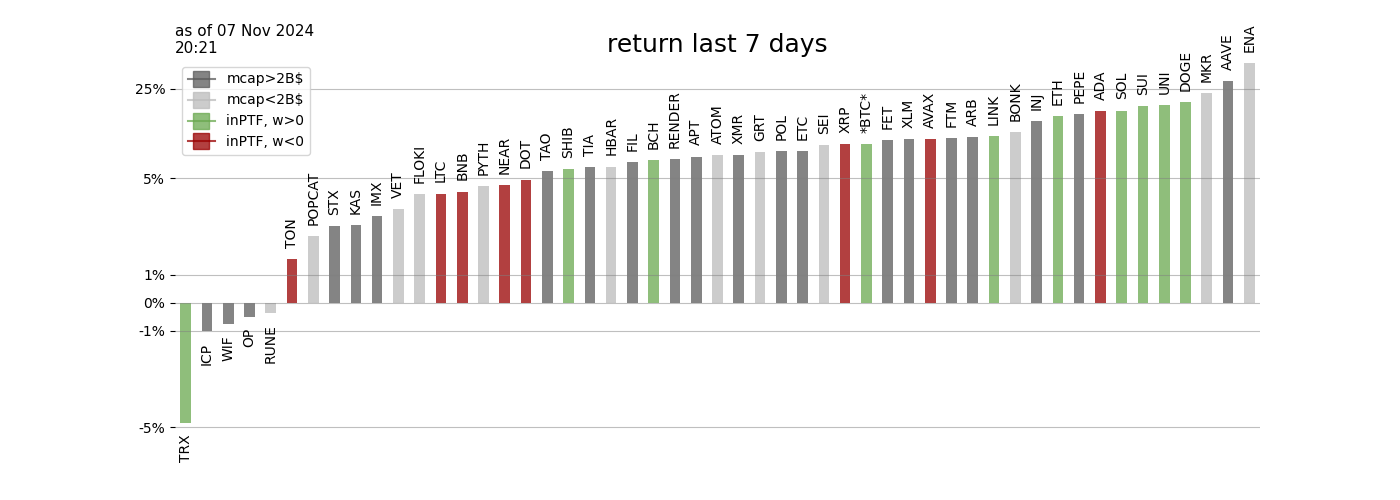 as of 07 Nov 2024
20:21
return last 7 days
mcap>2B$
mcap<2B$
inPTF, w>0
inPTF, w<0
25%
5%
1%
0%
-1%
-5%
TRX
ICP
WIF
OP
RUNE
TON
POPCAT
STX
KAS
IMX
VET
FLOKI
LTC
BNB
PYTH
NEAR
DOT
TAO
SHIB
TIA
HBAR
FIL
BCH
RENDER
APT
ATOM
XMR
GRT
POL
ETC
SEI
XRP
*BTC*
FET
XLM
AVAX
FTM
ARB
LINK
BONK
INJ
ETH
PEPE
ADA
SOL
SUI
UNI
DOGE
MKR
AAVE
ENA